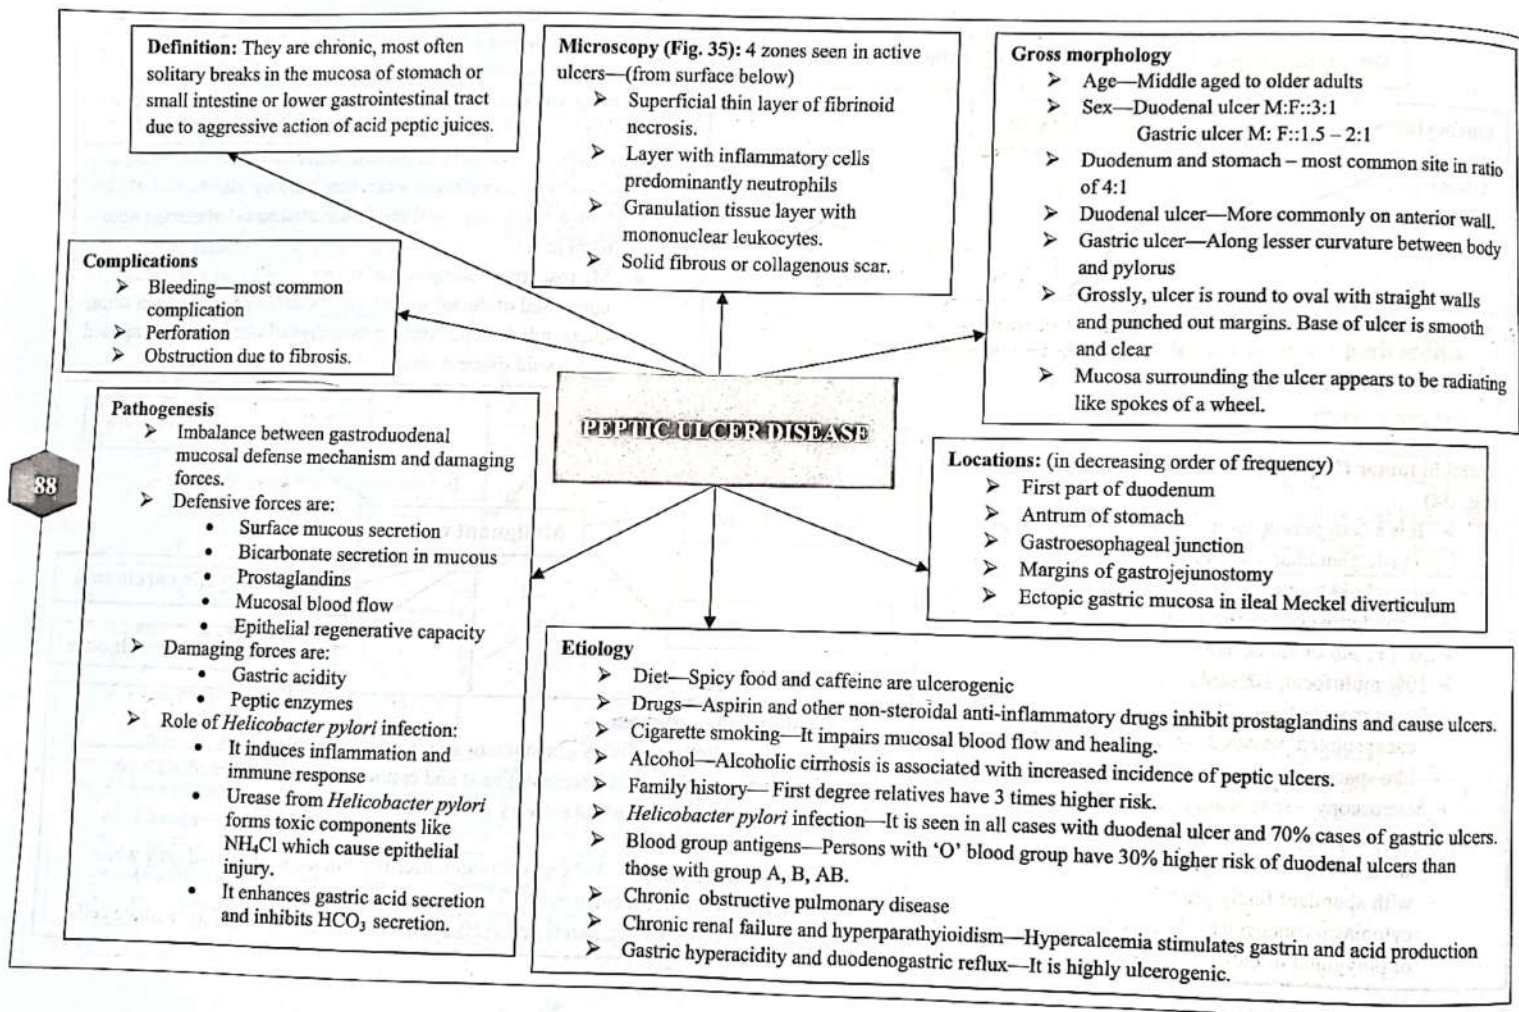 Definition: They are chronic, most often
solitary breaks in the mucosa of stomach or
small intestine or lower gastrointestinal tract
due to aggressive action of acid peptic juices.
Microscopy (Fig. 35): 4 zones seen in active
ulcers—(from surface below)
➢ Superficial thin layer of fibrinoid
necrosis.
➢ Layer with inflammatory cells
predominantly neutrophils
➢ Granulation tissue layer with
mononuclear leukocytes.
➢ Solid fibrous or collagenous scar.
Gross morphology
➢ Age—Middle aged to older adults
➢ Sex—Duodenal ulcer M:F::3:1
Gastric ulcer M: F::1.5 – 2:1
➢ Duodenum and stomach – most common site in ratio
of 4:1
➢ Duodenal ulcer—More commonly on anterior wall.
➢ Gastric ulcer—Along lesser curvature between body
and pylorus
➢ Grossly, ulcer is round to oval with straight walls
and punched out margins. Base of ulcer is smooth
and clear
➢ Mucosa surrounding the ulcer appears to be radiating
like spokes of a wheel.
Complications
➢ Bleeding—most common
complication
➢ Perforation
➢ Obstruction due to fibrosis.
PEPTIC ULCER DISEASE
Pathogenesis
➢ Imbalance between gastroduodenal
mucosal defense mechanism and damaging
forces.
➢ Defensive forces are:
• Surface mucous secretion
• Bicarbonate secretion in mucous
• Prostaglandins
• Mucosal blood flow
• Epithelial regenerative capacity
➢ Damaging forces are:
• Gastric acidity
• Peptic enzymes
➢ Role of Helicobacter pylori infection:
• It induces inflammation and
immune response
• Urease from Helicobacter pylori
forms toxic components like
NH₄Cl which cause epithelial
injury.
• It enhances gastric acid secretion
and inhibits HCO₃ secretion.
88
Locations: (in decreasing order of frequency)
➢ First part of duodenum
➢ Antrum of stomach
➢ Gastroesophageal junction
➢ Margins of gastrojejunostomy
➢ Ectopic gastric mucosa in ileal Meckel diverticulum
Etiology
➢ Diet—Spicy food and caffeine are ulcerogenic
➢ Drugs—Aspirin and other non-steroidal anti-inflammatory drugs inhibit prostaglandins and cause ulcers.
➢ Cigarette smoking—It impairs mucosal blood flow and healing.
➢ Alcohol—Alcoholic cirrhosis is associated with increased incidence of peptic ulcers.
➢ Family history—First degree relatives have 3 times higher risk.
➢ Helicobacter pylori infection—It is seen in all cases with duodenal ulcer and 70% cases of gastric ulcers.
➢ Blood group antigens—Persons with ‘O’ blood group have 30% higher risk of duodenal ulcers than
those with group A, B, AB.
➢ Chronic obstructive pulmonary disease
➢ Chronic renal failure and hyperparathyioidism—Hypercalcemia stimulates gastrin and acid production
➢ Gastric hyperacidity and duodenogastric reflux—It is highly ulcerogenic.